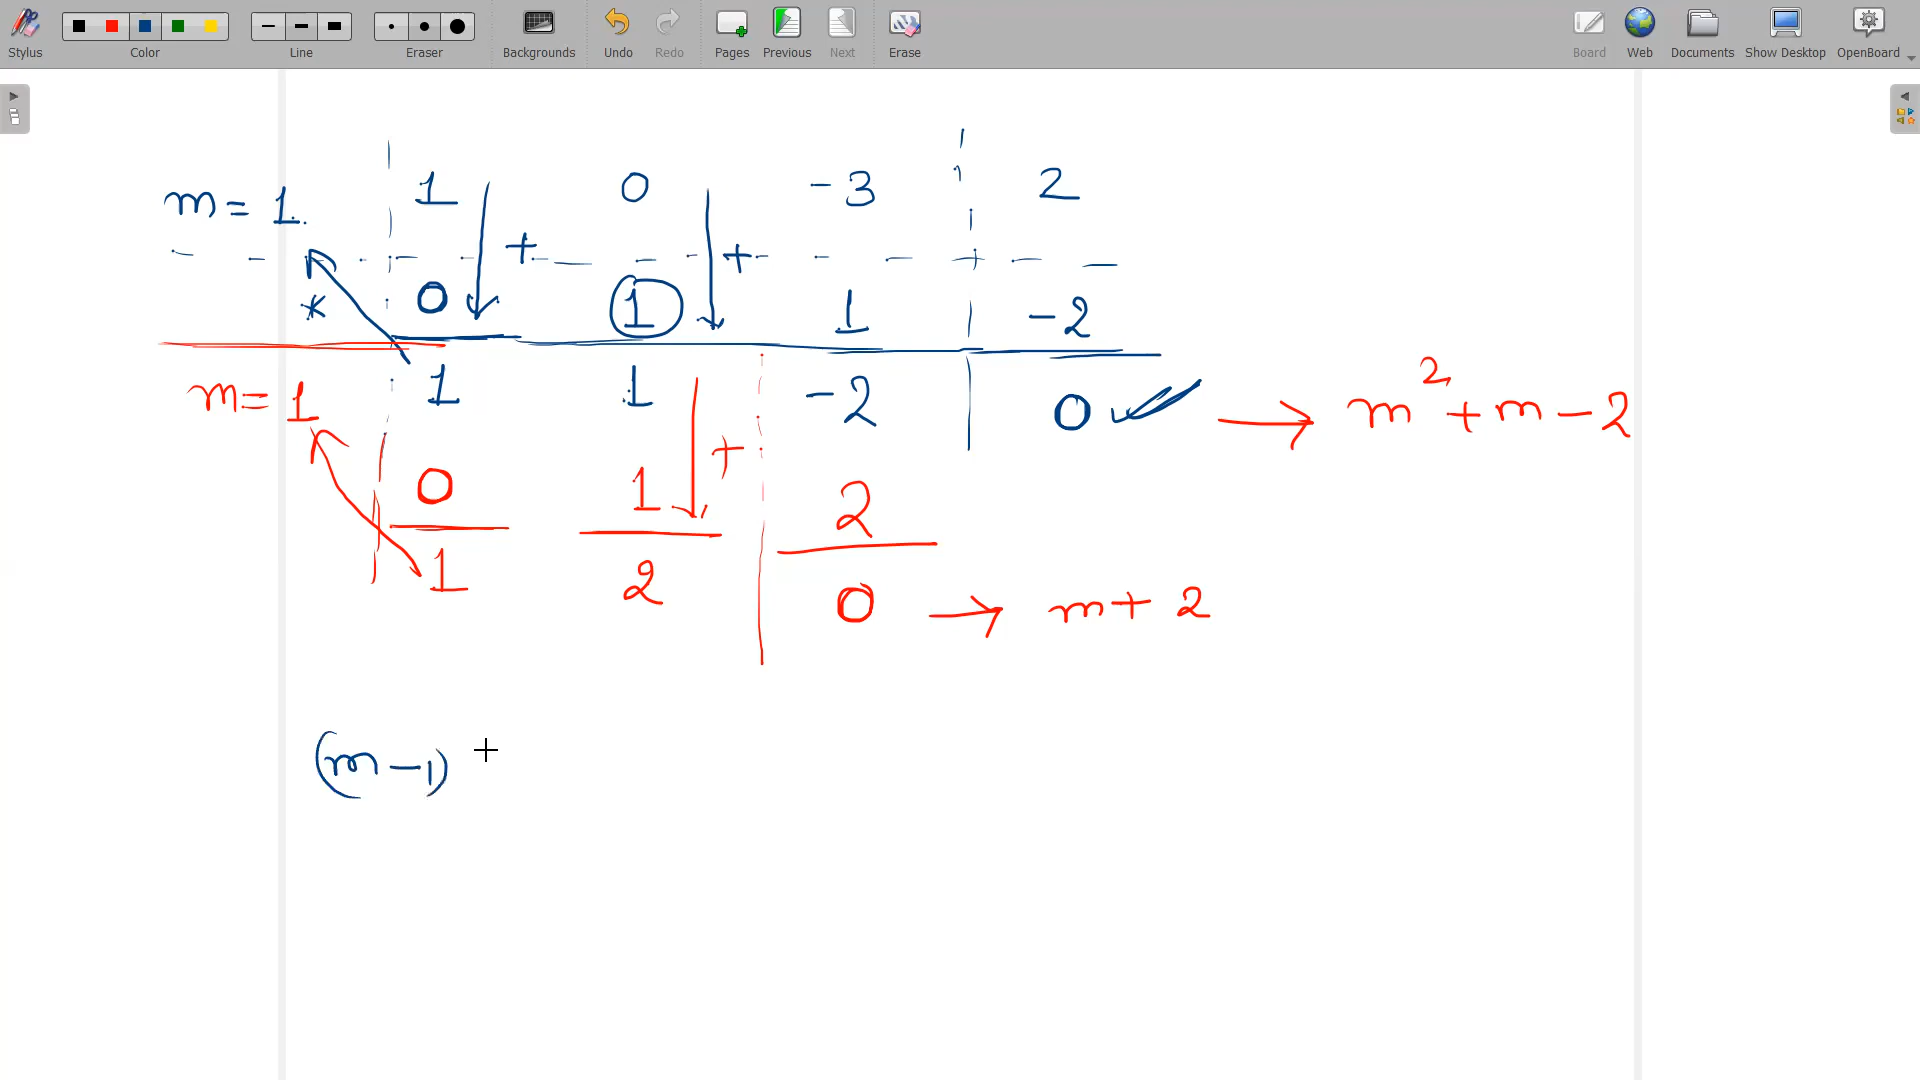 Stylus Color Line Eraser Backgrounds Undo Redo Pages Previous Next Erase Board Web Documents Show Desktop OpenBoard
m = 1. 1 0 -3 2
+ +
* 0 1 1 -2
m = 1 1 1 -2 0 ✓ → m² + m - 2
+
0 1 2
1 2 0 → m + 2
(m - 1)